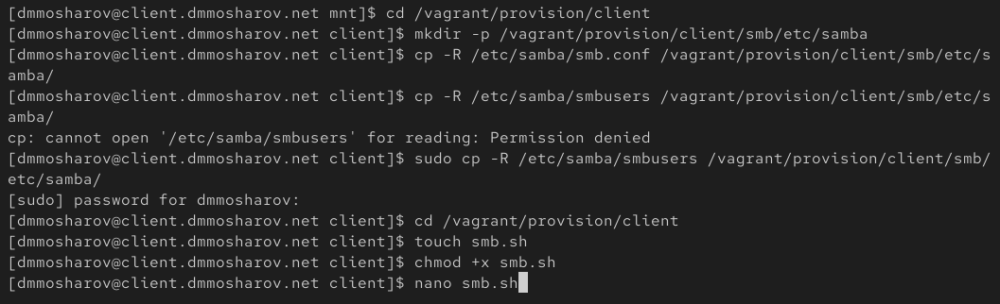 [dmmosharov@client.dmmosharov.net mnt]$ cd /vagrant/provision/client
[dmmosharov@client.dmmosharov.net client]$ mkdir -p /vagrant/provision/client/smb/etc/samba
[dmmosharov@client.dmmosharov.net client]$ cp -R /etc/samba/smb.conf /vagrant/provision/client/smb/etc/s
amba/
[dmmosharov@client.dmmosharov.net client]$ cp -R /etc/samba/smbusers /vagrant/provision/client/smb/etc/s
amba/
cp: cannot open '/etc/samba/smbusers' for reading: Permission denied
[dmmosharov@client.dmmosharov.net client]$ sudo cp -R /etc/samba/smbusers /vagrant/provision/client/smb/
etc/samba/
[sudo] password for dmmosharov:
[dmmosharov@client.dmmosharov.net client]$ cd /vagrant/provision/client
[dmmosharov@client.dmmosharov.net client]$ touch smb.sh
[dmmosharov@client.dmmosharov.net client]$ chmod +x smb.sh
[dmmosharov@client.dmmosharov.net client]$ nano smb.sh